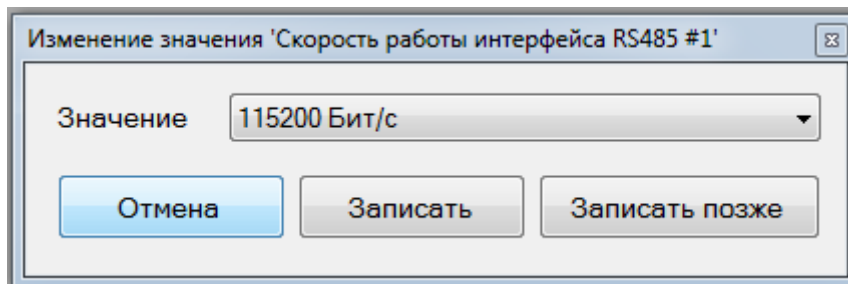 Изменение значения 'Скорость работы интерфейса RS485 #1'
Значение 115200 Бит/с
Отмена Записать Записать позже